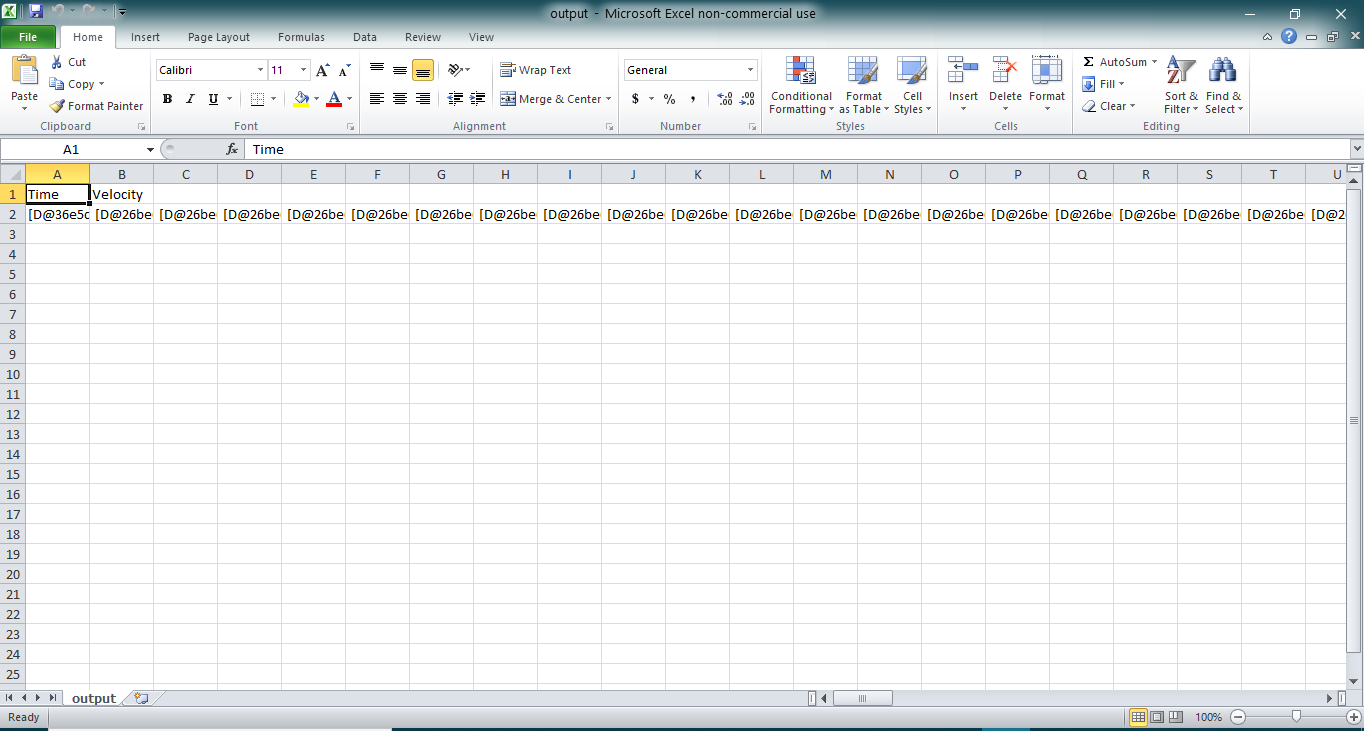 output - Microsoft Excel non-commercial use
File Home Insert Page Layout Formulas Data Review View
Paste Cut Copy Format Painter
Calibri 11
B I U
Wrap Text
Merge & Center
General
$ % ,
Conditional Formatting Format as Table Cell Styles
Insert Delete Format
Σ AutoSum
Fill
Clear
Sort & Filter Find & Select
Clipboard Font Alignment Number Styles Cells Editing
A1 fx Time
A B C D E F G H I J K L M N O P Q R S T U
1 Time Velocity
2 [D@36e5c [D@26be [D@26be [D@26be [D@26be [D@26be [D@26be [D@26be [D@26be [D@26be [D@26be [D@26be [D@26be [D@26be [D@26be [D@26be [D@26be [D@26be [D@26be [D@26be [D@2
3
4
5
6
7
8
9
10
11
12
13
14
15
16
17
18
19
20
21
22
23
24
25
output
Ready 100%